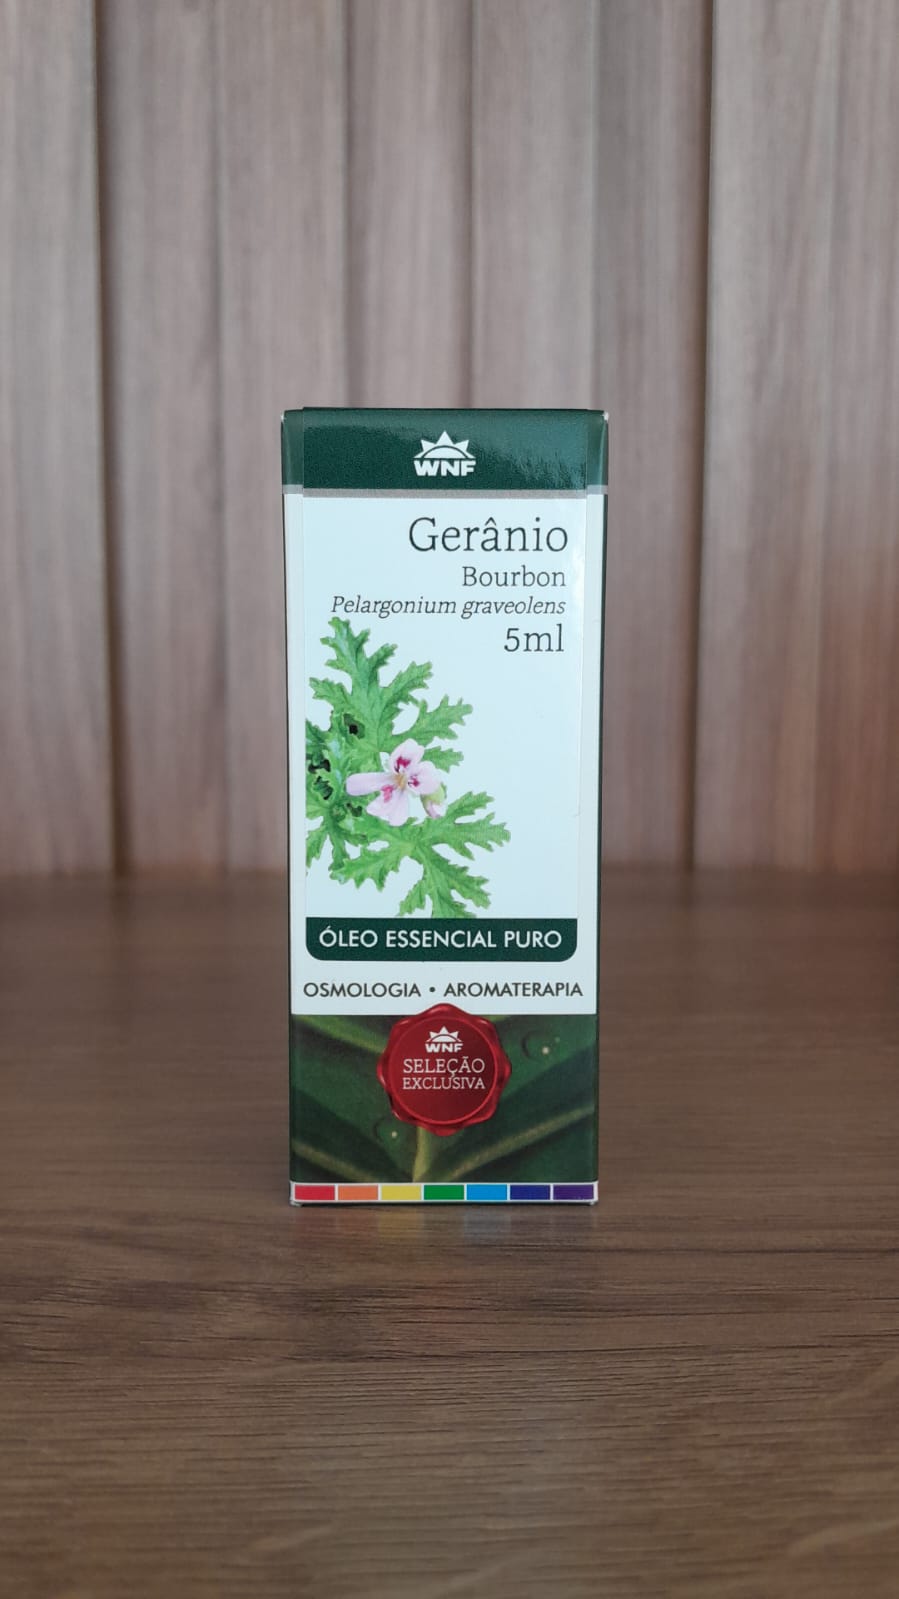 WNF
Gerânio
Bourbon
Pelargonium graveolens
5ml
ÓLEO ESSENCIAL PURO
OSMOLOGIA • AROMATERAPIA
WNF
SELEÇÃO
EXCLUSIVA